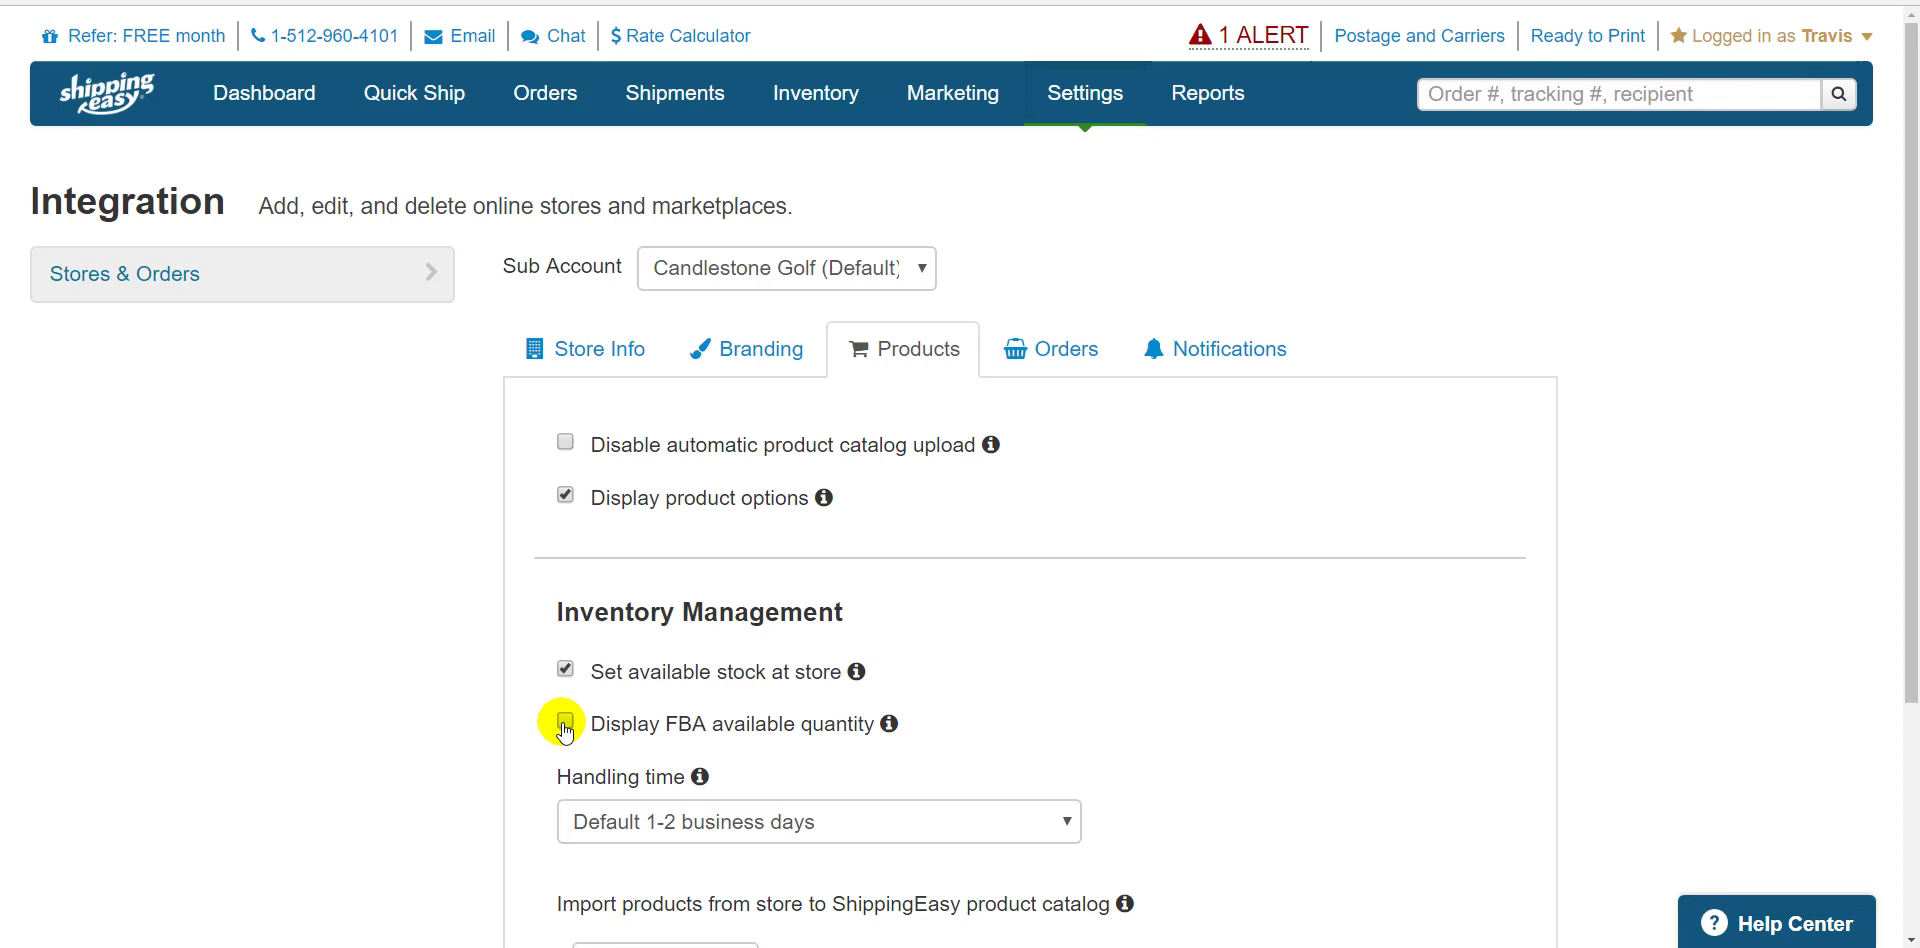 Refer: FREE month 1-512-960-4101 Email Chat $ Rate Calculator 1 ALERT Postage and Carriers Ready to Print Logged in as Travis
shipping easy Dashboard Quick Ship Orders Shipments Inventory Marketing Settings Reports Order #, tracking #, recipient
Integration Add, edit, and delete online stores and marketplaces.
Stores & Orders Sub Account Candlestone Golf (Default)
Store Info Branding Products Orders Notifications
Disable automatic product catalog upload
Display product options
Inventory Management
Set available stock at store
Display FBA available quantity
Handling time
Default 1-2 business days
Import products from store to ShippingEasy product catalog
? Help Center